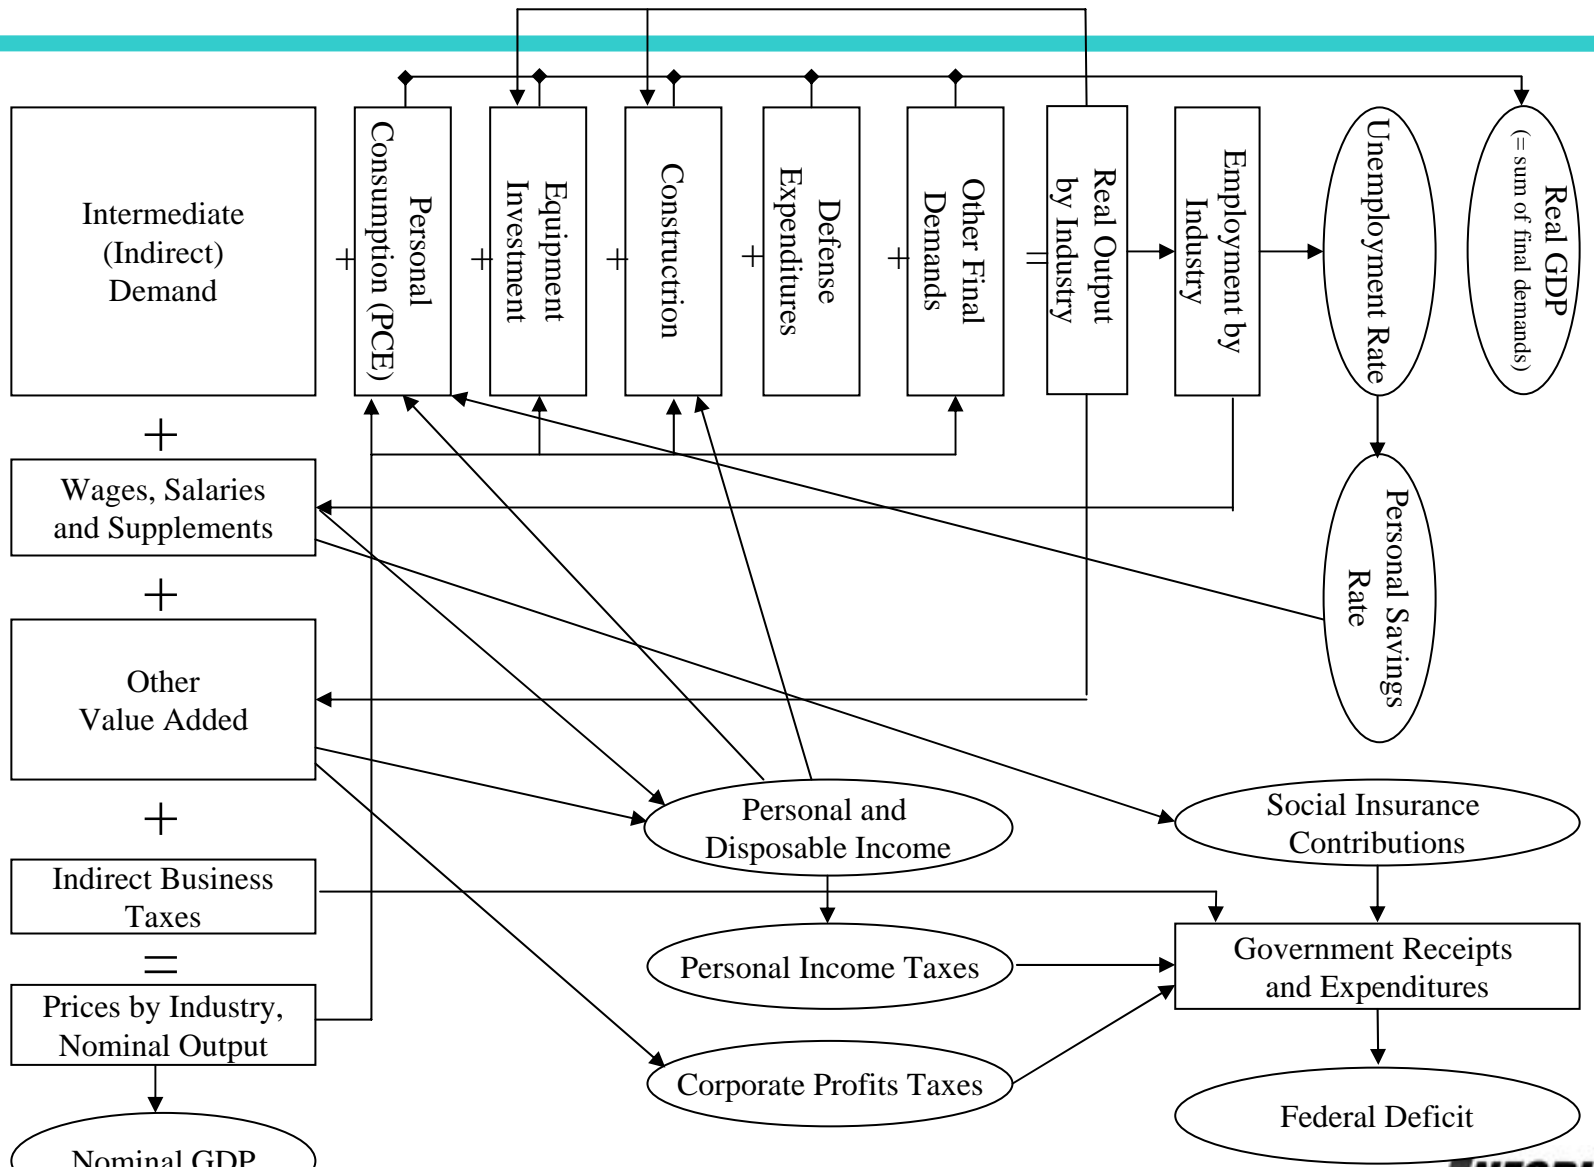 Intermediate
(Indirect)
Demand
+
Personal
Consumption (PCE)
+
Equipment
Investment
+
Constructrion
+
Defense
Expenditures
+
Other Final
Demands
=
Real Output
by Industry
Employment by
Industry
Unemployment Rate
Real GDP
(= sum of final demands)
+
Wages, Salaries
and Supplements
Personal Savings
Rate
+
Other
Value Added
Personal and
Disposable Income
Social Insurance
Contributions
+
Indirect Business
Taxes
Personal Income Taxes
Government Receipts
and Expenditures
=
Prices by Industry,
Nominal Output
Corporate Profits Taxes
Federal Deficit
Nominal GDP